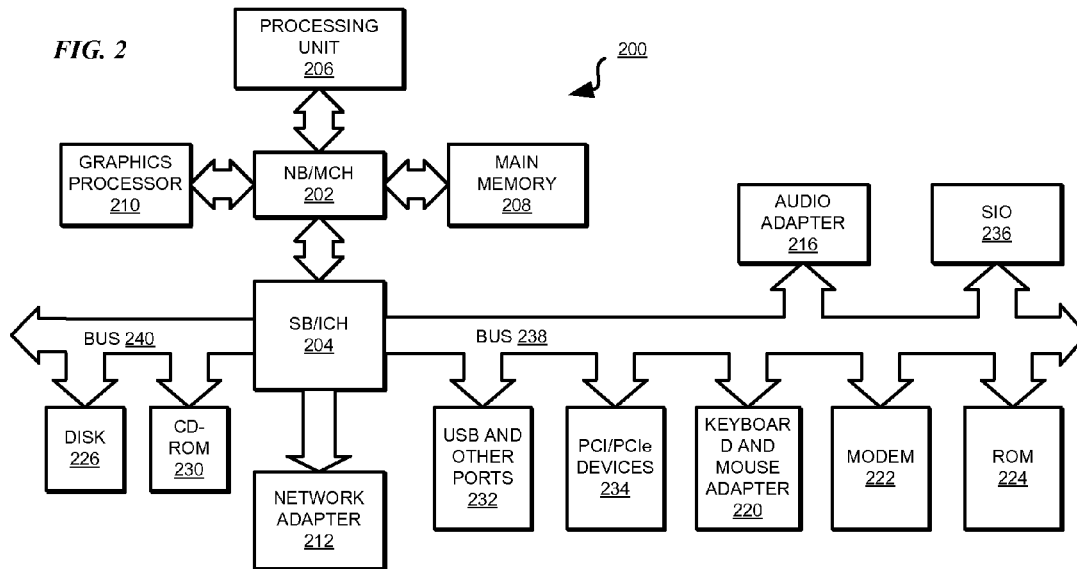 FIG. 2
PROCESSING
UNIT
206
200
GRAPHICS
PROCESSOR
210
NB/MCH
202
MAIN
MEMORY
208
AUDIO
ADAPTER
216
SIO
236
SB/ICH
204
BUS 240
BUS 238
DISK
226
CD-
ROM
230
NETWORK
ADAPTER
212
USB AND
OTHER
PORTS
232
PCI/PCIe
DEVICES
234
KEYBOAR
D AND
MOUSE
ADAPTER
220
MODEM
222
ROM
224